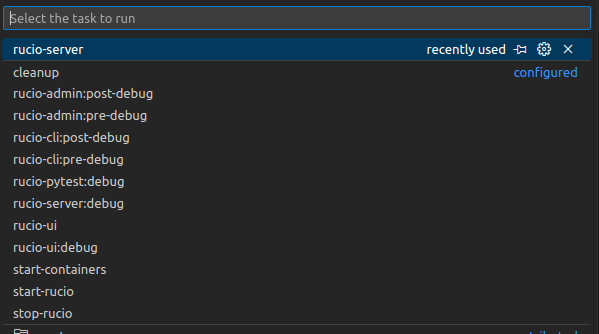 Select the task to run
rucio-server recently used
cleanup configured
rucio-admin:post-debug
rucio-admin:pre-debug
rucio-cli:post-debug
rucio-cli:pre-debug
rucio-pytest:debug
rucio-server:debug
rucio-ui
rucio-ui:debug
start-containers
start-rucio
stop-rucio